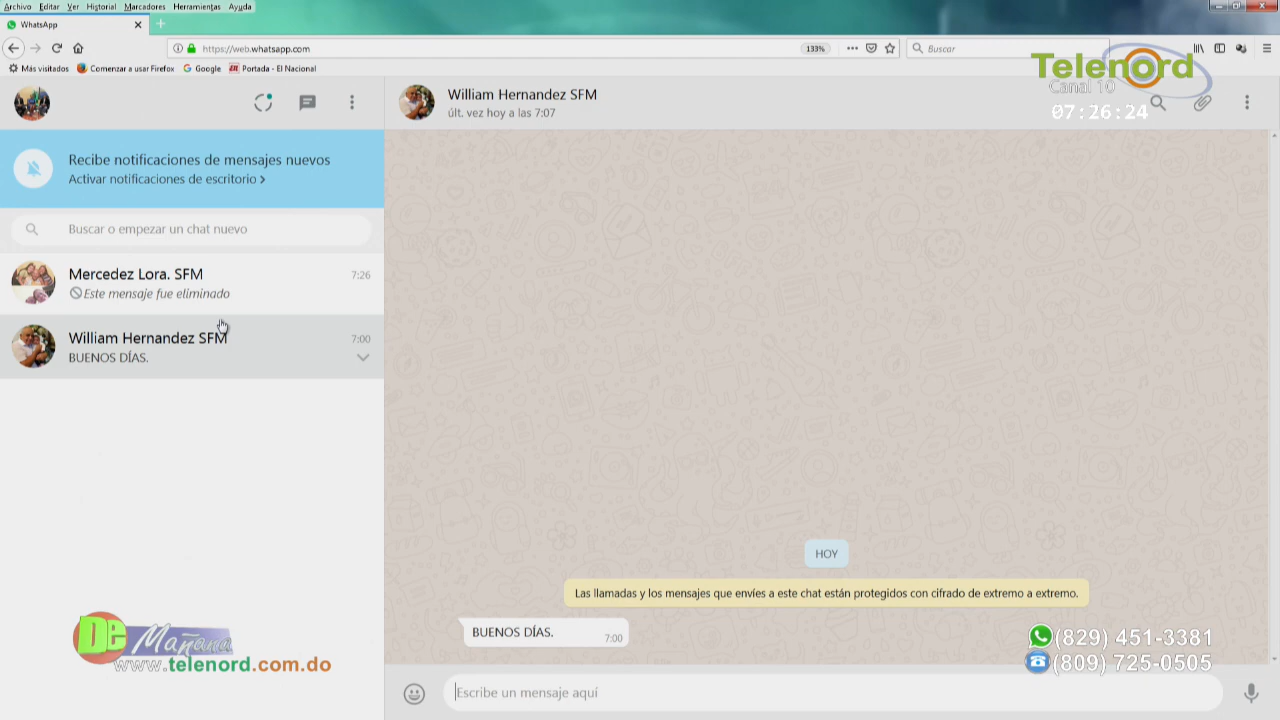 Archivo Editar Ver Historial Marcadores Herramientas Ayuda
WhatsApp
https://web.whatsapp.com
133%
Buscar
Más visitados Comenzar a usar Firefox Google Portada - El Nacional
Telenord
Canal 10
07:26:24
William Hernandez SFM
últ. vez hoy a las 7:07
Recibe notificaciones de mensajes nuevos
Activar notificaciones de escritorio >
Buscar o empezar un chat nuevo
Mercedez Lora. SFM
7:26
Este mensaje fue eliminado
William Hernandez SFM
7:00
BUENOS DÍAS.
HOY
Las llamadas y los mensajes que envíes a este chat están protegidos con cifrado de extremo a extremo.
BUENOS DÍAS.
7:00
De Mañana
www.telenord.com.do
(829) 451-3381
(809) 725-0505
Escribe un mensaje aquí